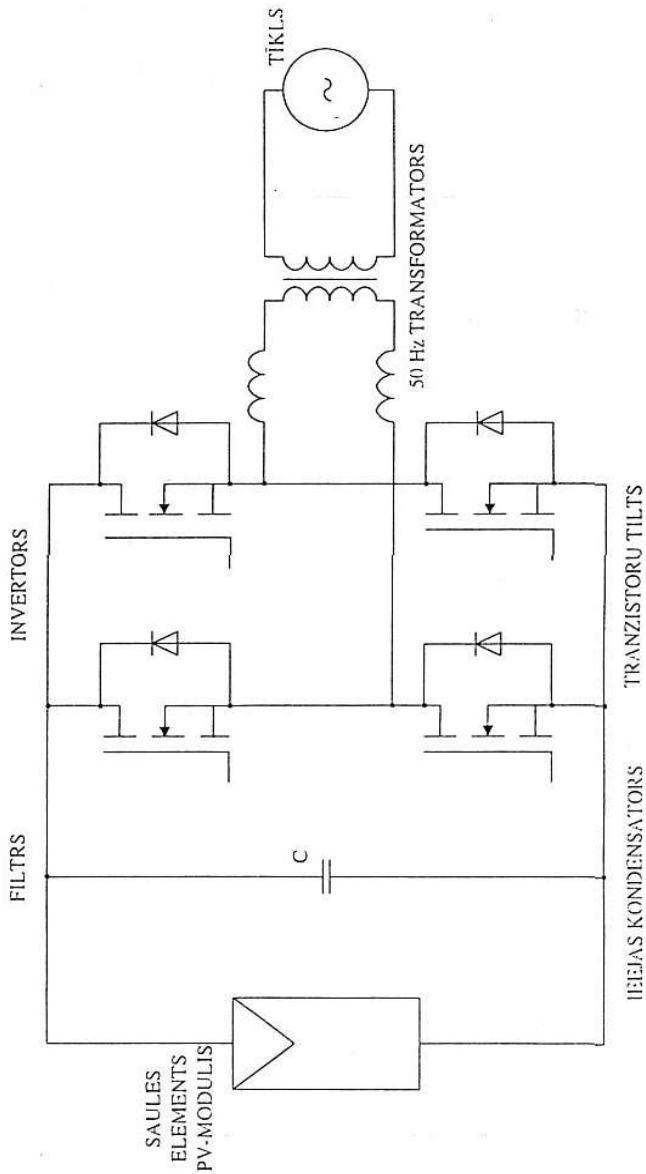 FILTRS
INVERTORS
SAULES
ELEMENTS
PV-MODULIS
C
TĪKLS
~
50 Hz TRANSFORMATORS
IEEJAS KONDENSATORS
TRANZISTORU TILTS